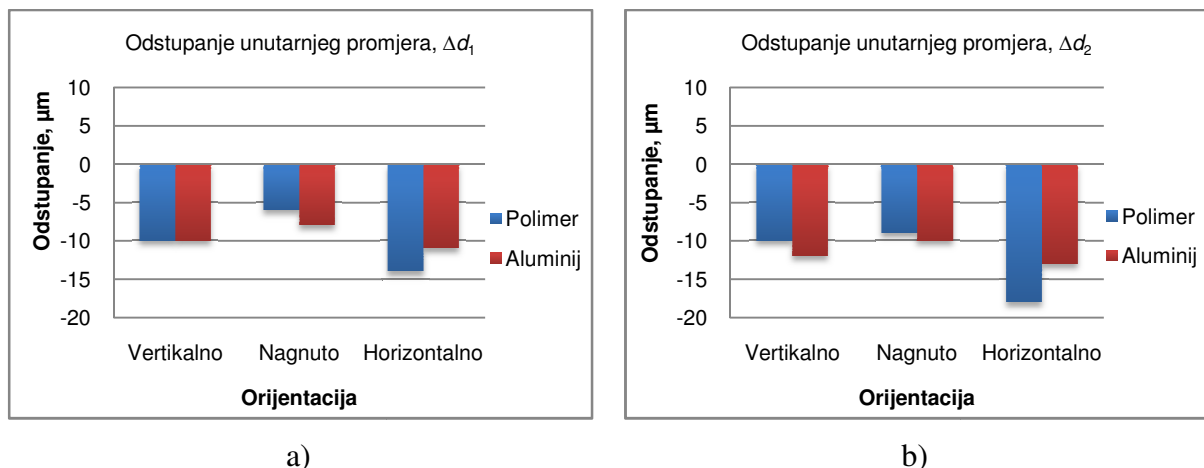 Odstupanje unutarnjeg promjera, Δd₁
Odstupanje, µm
10
5
0
-5
-10
-15
-20
Vertikalno Nagnuto Horizontalno
Orijentacija
Polimer
Aluminij
a)
Odstupanje unutarnjeg promjera, Δd₂
Odstupanje, µm
10
5
0
-5
-10
-15
-20
Vertikalno Nagnuto Horizontalno
Orijentacija
Polimer
Aluminij
b)